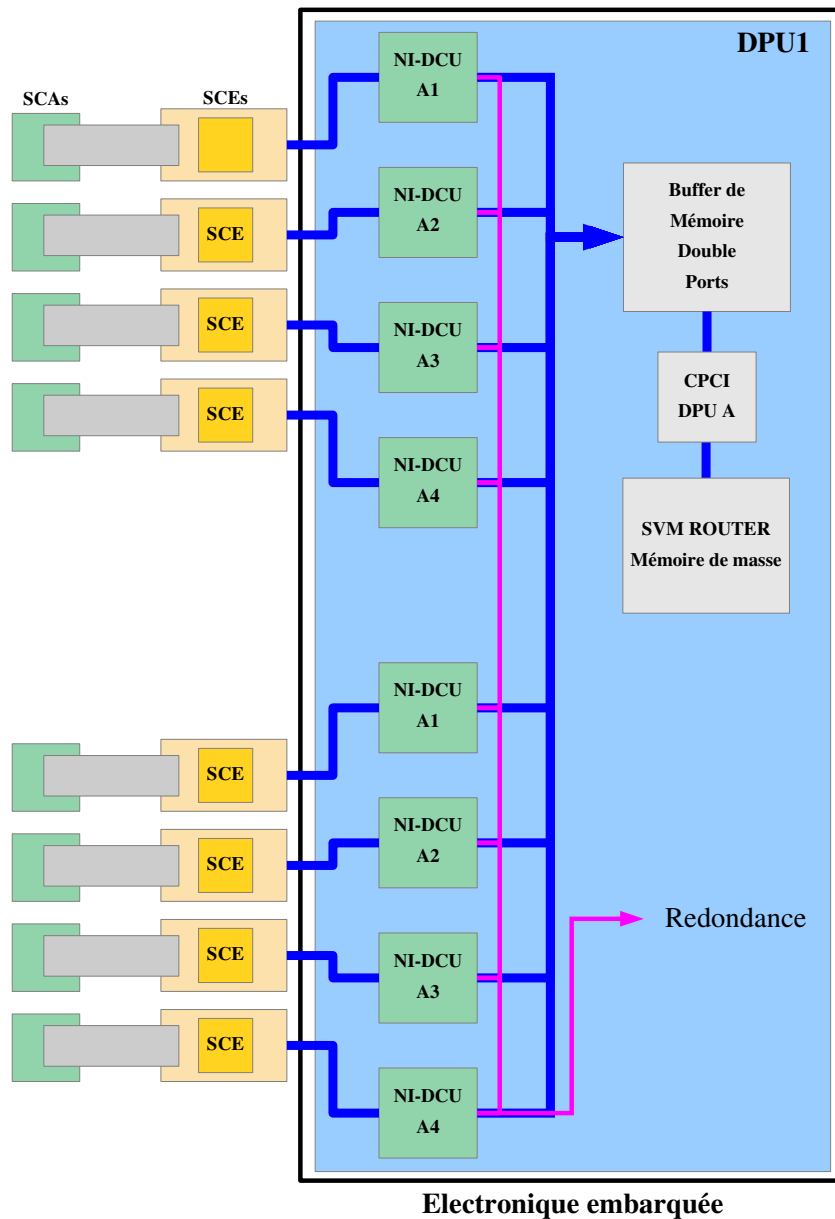 DPU1
SCAs
SCEs
NI-DCU
A1
SCE
NI-DCU
A2
SCE
NI-DCU
A3
SCE
NI-DCU
A4
Buffer de
Mémoire
Double
Ports
CPCI
DPU A
SVM ROUTER
Mémoire de masse
SCE
NI-DCU
A1
SCE
NI-DCU
A2
SCE
NI-DCU
A3
SCE
NI-DCU
A4
Redondance
Electronique embarquée